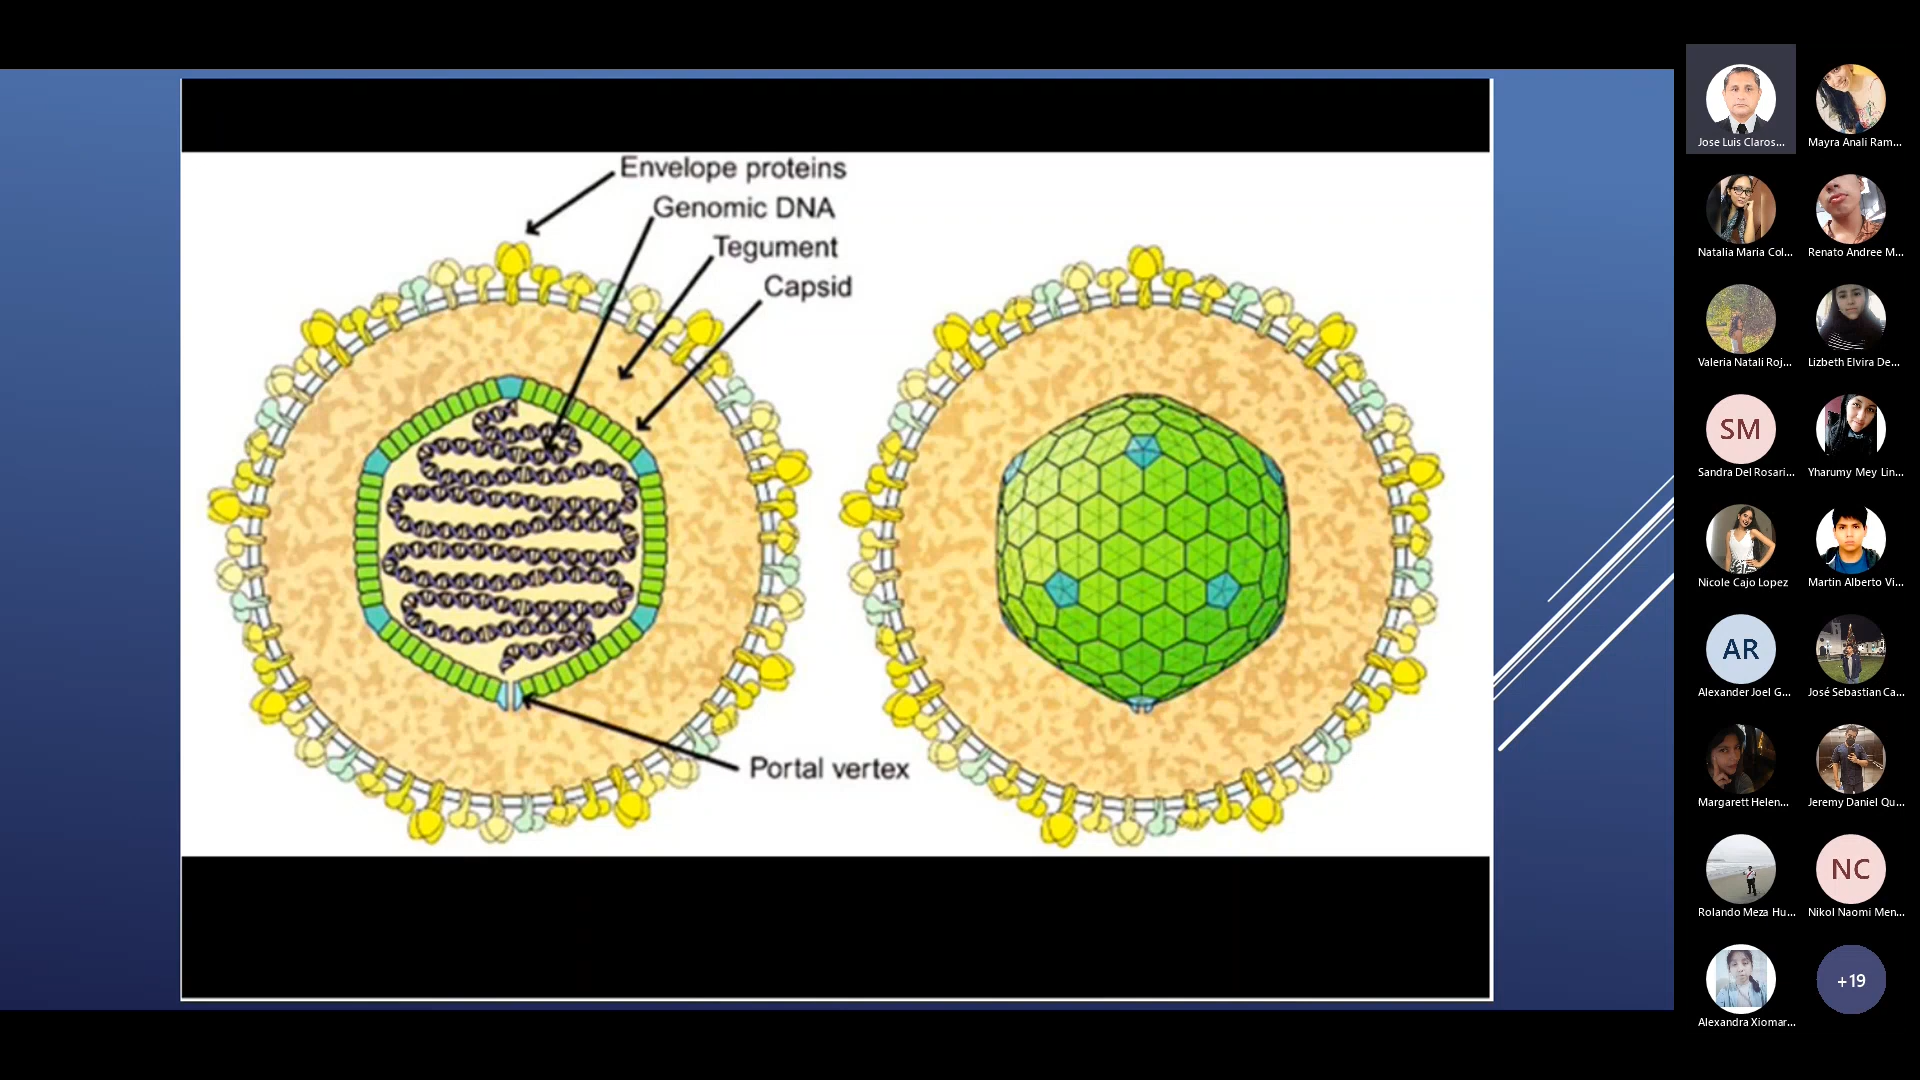 Envelope proteins
Genomic DNA
Tegument
Capsid
Portal vertex
Jose Luis Claros...
Mayra Anali Ram...
Natalia Maria Col...
Renato Andree M...
Valeria Natali Roj...
Lizbeth Elvira De...
SM
Sandra Del Rosari...
Yharumy Mey Lin...
Nicole Cajo Lopez
Martin Alberto Vi...
AR
Alexander Joel G...
José Sebastian Ca...
Margarett Helen...
Jeremy Daniel Qu...
Rolando Meza Hu...
NC
Nikol Naomi Men...
Alexandra Xiomar...
+19